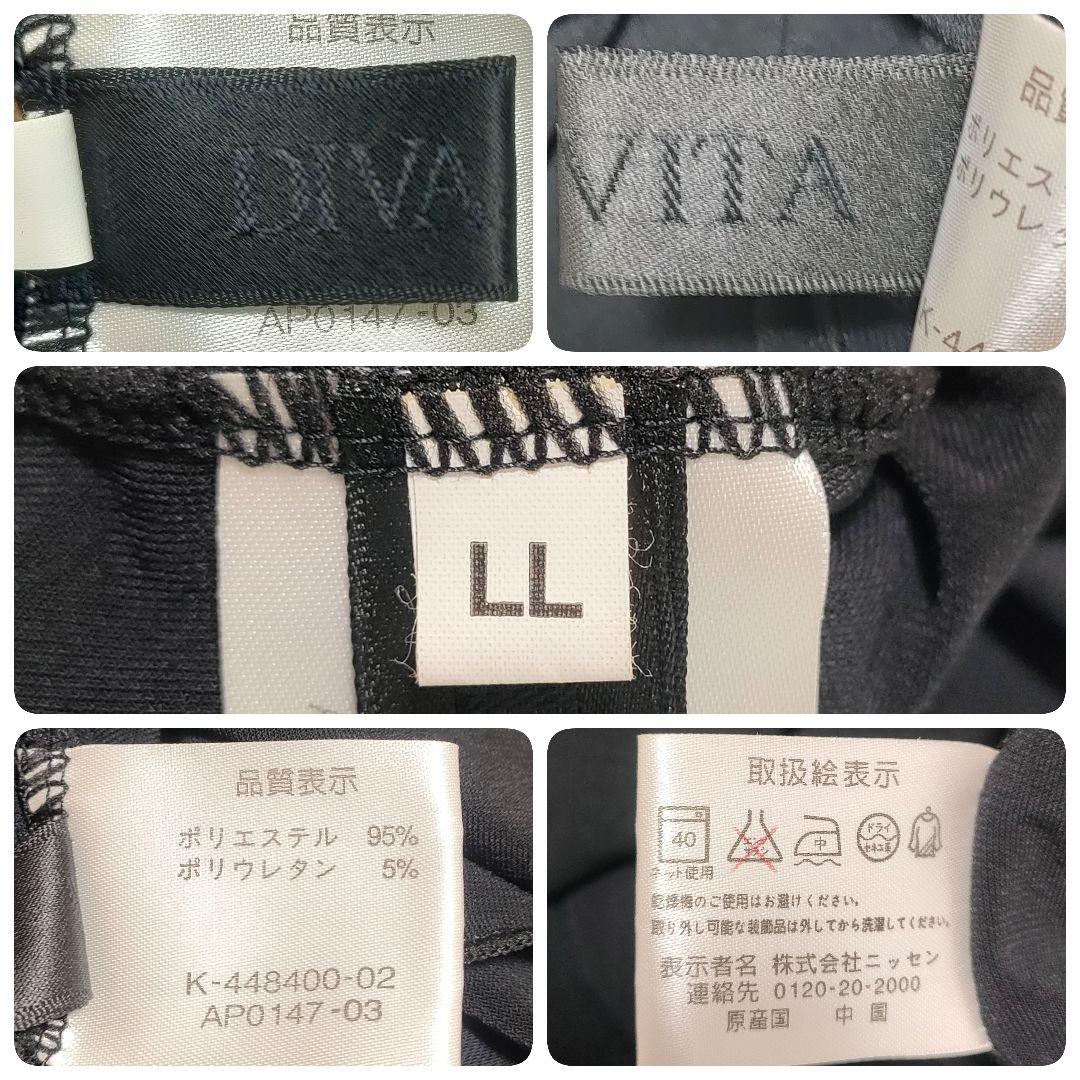 品質表示
DIVA
AP0147-03
VITA
品
ポリエス
ポリウレ
K-44
LL
品質表示
ポリエステル 95%
ポリウレタン 5%
K-448400-02
AP0147-03
取扱絵表示
40 中 ドライ
ネット使用
乾燥機のご使用はお避けください。
取り外し可能な装飾品は外してから洗濯してください。
表示者名 株式会社ニッセン
連絡先 0120-20-2000
原産国 中国